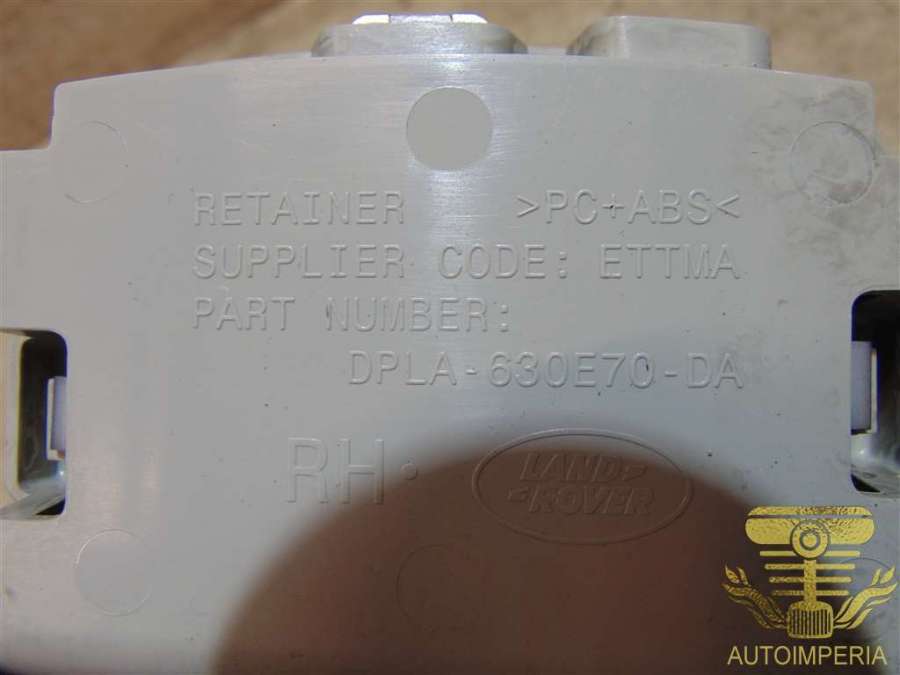 RETAINER >PC+ABS<
SUPPLIER CODE: ETTMA
PART NUMBER:
DPLA-630E70-DA
RH
LAND
ROVER
AUTOIMPERIA